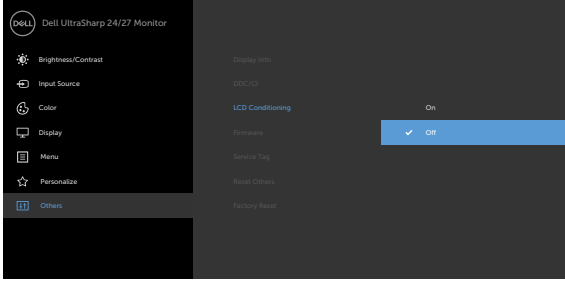 DELL
Dell UltraSharp 24/27 Monitor
Brightness/Contrast
Input Source
Color
Display
Menu
Personalize
Others
Display Info
DDC/CI
LCD Conditioning
Firmware
Service Tag
Reset Others
Factory Reset
On
Off